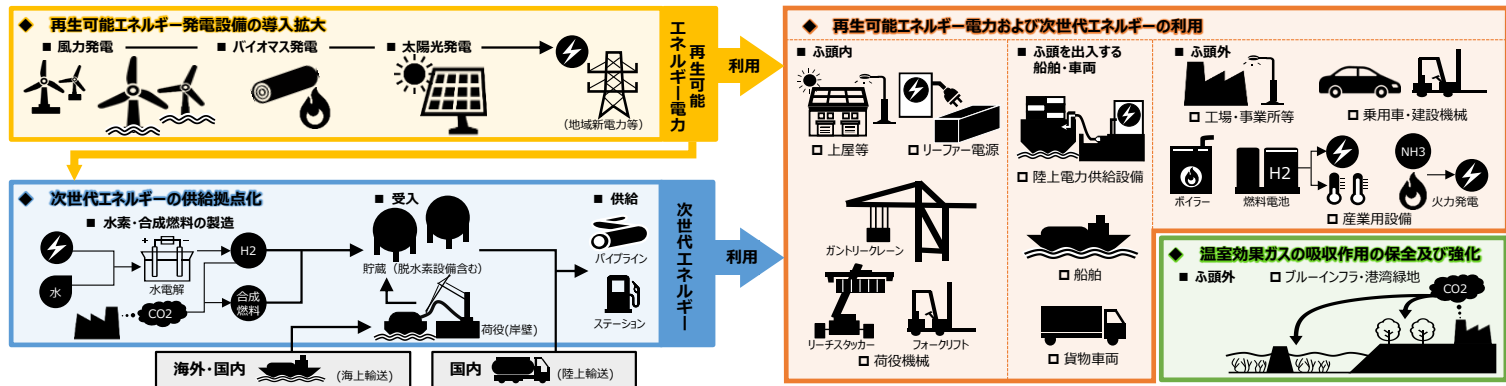 ◆ 再生可能エネルギー発電設備の導入拡大
■ 風力発電
■ バイオマス発電
■ 太陽光発電
(地域新電力等)
再生可能
エネルギー電力
利用
◆ 次世代エネルギーの供給拠点化
■ 水素・合成燃料の製造
■ 受入
■ 供給
水
水電解
H2
CO2
合成
燃料
貯蔵（脱水素設備含む）
荷役(岸壁)
パイプライン
ステーション
次世代エネルギー
利用
海外・国内
(海上輸送)
国内
(陸上輸送)
◆ 再生可能エネルギー電力および次世代エネルギーの利用
■ ふ頭内
□ 上屋等
□ リーファー電源
ガントリークレーン
リーチスタッカー
フォークリフト
□ 荷役機械
■ ふ頭を出入する
船舶・車両
□ 陸上電力供給設備
□ 船舶
□ 貨物車両
■ ふ頭外
□ 工場・事業所等
□ 乗用車・建設機械
ボイラー
H2
燃料電池
NH3
火力発電
□ 産業用設備
◆ 温室効果ガスの吸収作用の保全及び強化
■ ふ頭外
□ ブルーインフラ・港湾緑地
CO2